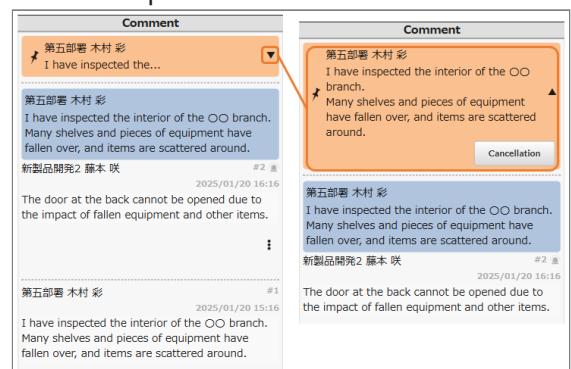 Comment
第五部署 木村 彩
I have inspected the...
第五部署 木村 彩
I have inspected the interior of the 〇〇 branch.
Many shelves and pieces of equipment have
fallen over, and items are scattered around.
新製品開発2 藤本 咲 #2
2025/01/20 16:16
The door at the back cannot be opened due to
the impact of fallen equipment and other items.
第五部署 木村 彩 #1
2025/01/20 15:16
I have inspected the interior of the 〇〇 branch.
Many shelves and pieces of equipment have
fallen over, and items are scattered around.
Comment
第五部署 木村 彩
I have inspected the interior of the 〇〇
branch.
Many shelves and pieces of equipment
have fallen over, and items are scattered
around.
Cancellation
第五部署 木村 彩
I have inspected the interior of the 〇〇 branch.
Many shelves and pieces of equipment have
fallen over, and items are scattered around.
新製品開発2 藤本 咲 #2
2025/01/20 16:16
The door at the back cannot be opened due to
the impact of fallen equipment and other items.